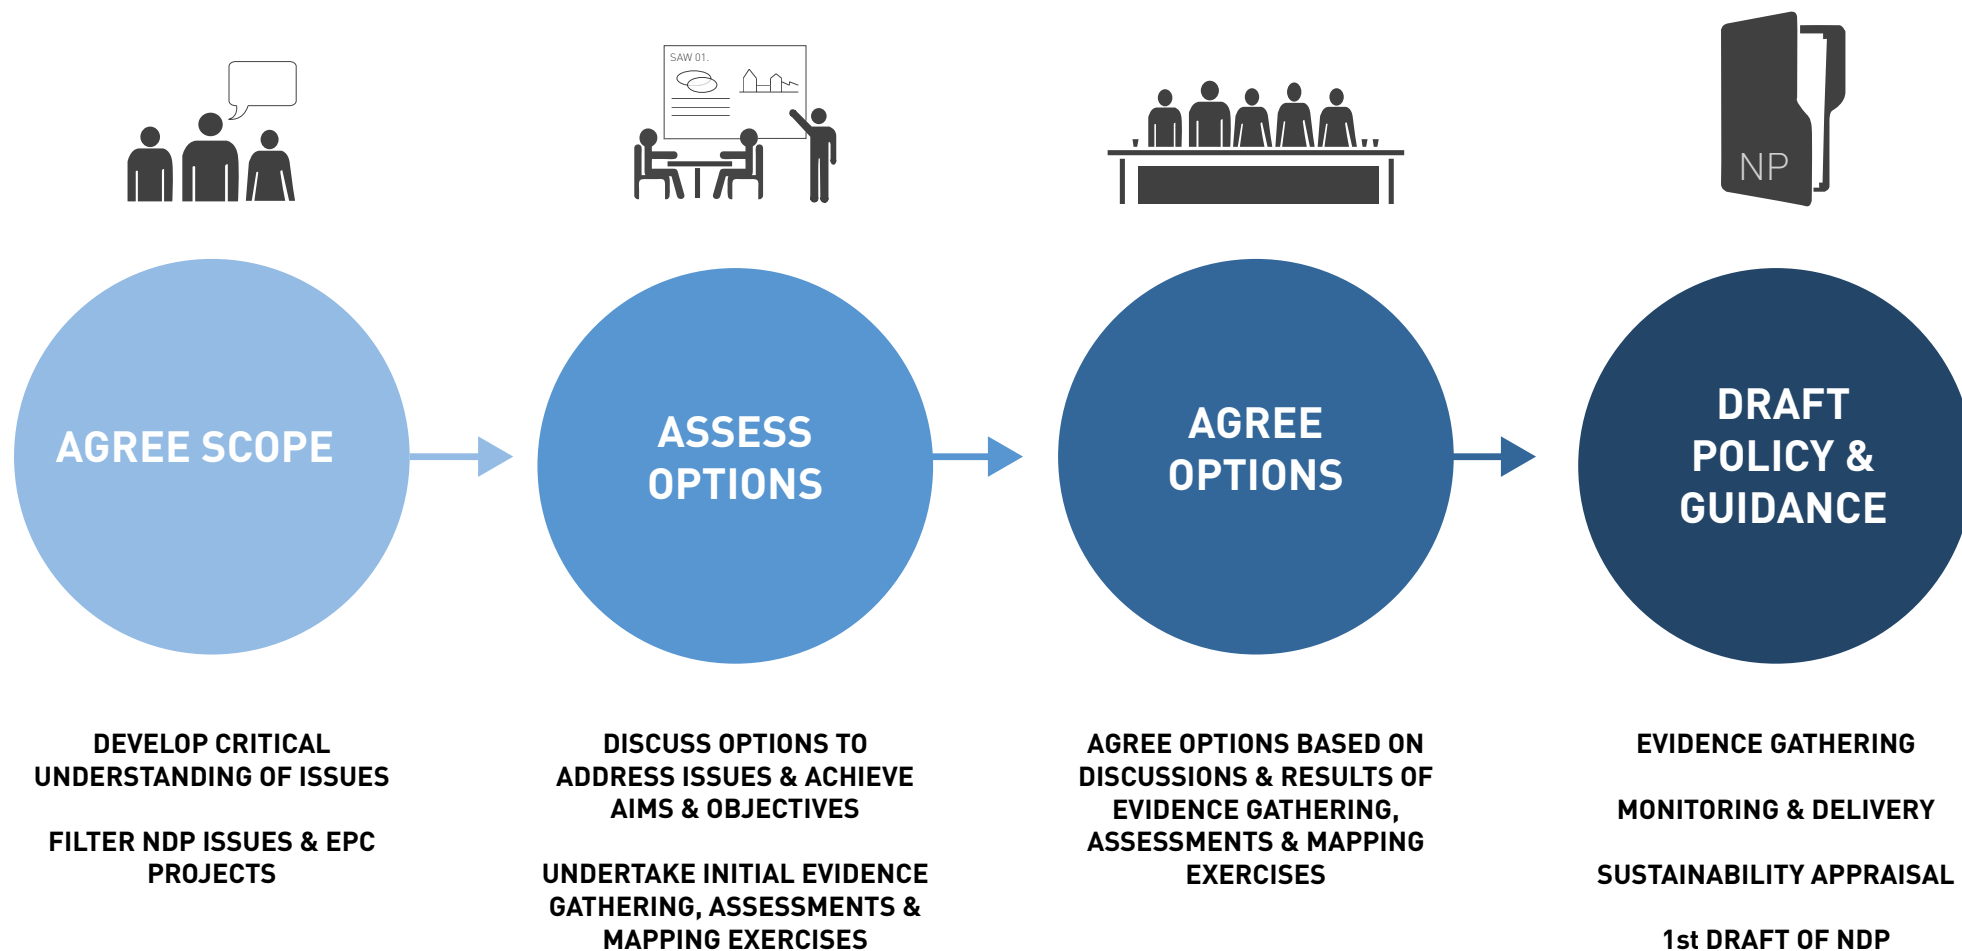 SAW 01.
NP
AGREE SCOPE
ASSESS
OPTIONS
AGREE
OPTIONS
DRAFT
POLICY &
GUIDANCE
DEVELOP CRITICAL
UNDERSTANDING OF ISSUES
FILTER NDP ISSUES & EPC
PROJECTS
DISCUSS OPTIONS TO
ADDRESS ISSUES & ACHIEVE
AIMS & OBJECTIVES
UNDERTAKE INITIAL EVIDENCE
GATHERING, ASSESSMENTS &
MAPPING EXERCISES
AGREE OPTIONS BASED ON
DISCUSSIONS & RESULTS OF
EVIDENCE GATHERING,
ASSESSMENTS & MAPPING
EXERCISES
EVIDENCE GATHERING
MONITORING & DELIVERY
SUSTAINABILITY APPRAISAL
1st DRAFT OF NDP